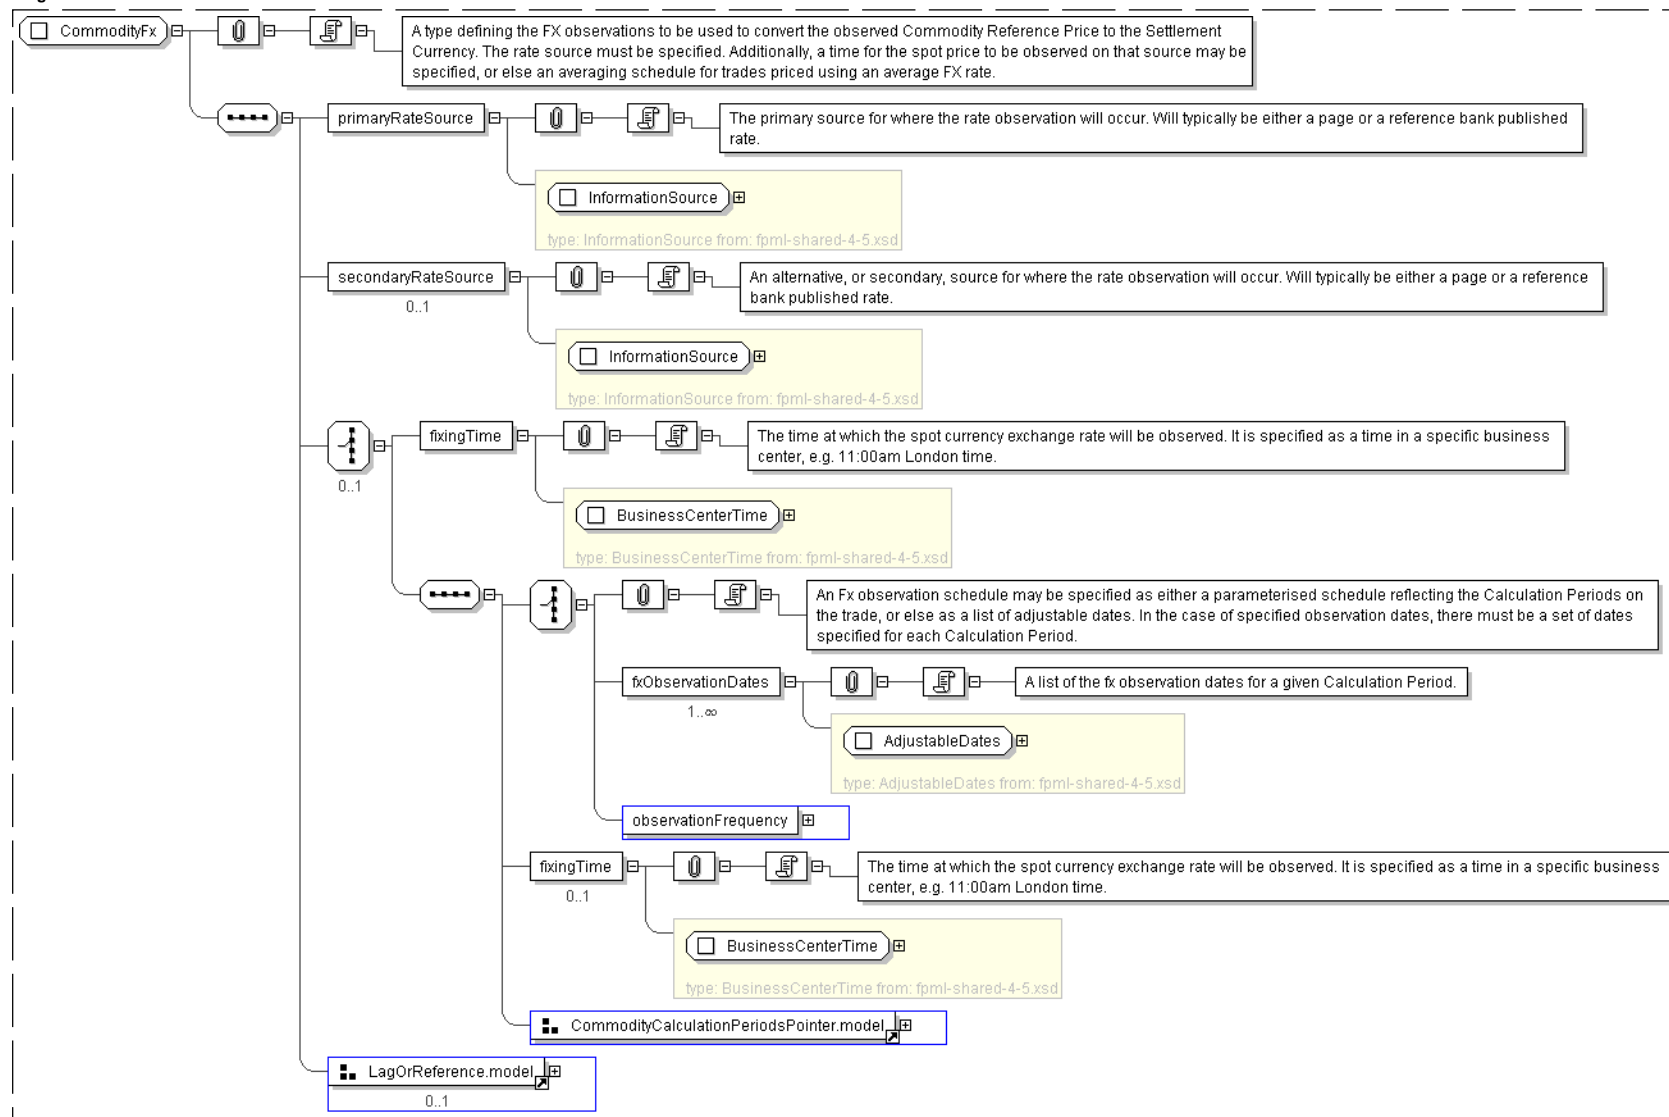 CommodityFx
A type defining the FX observations to be used to convert the observed Commodity Reference Price to the Settlement
Currency. The rate source must be specified. Additionally, a time for the spot price to be observed on that source may be
specified, or else an averaging schedule for trades priced using an average FX rate.
primaryRateSource
The primary source for where the rate observation will occur. Will typically be either a page or a reference bank published
rate.
InformationSource
type: InformationSource from: fpml-shared-4-5.xsd
secondaryRateSource
0..1
An alternative, or secondary, source for where the rate observation will occur. Will typically be either a page or a reference
bank published rate.
InformationSource
type: InformationSource from: fpml-shared-4-5.xsd
0..1
fixingTime
The time at which the spot currency exchange rate will be observed. It is specified as a time in a specific business
center, e.g. 11:00am London time.
BusinessCenterTime
type: BusinessCenterTime from: fpml-shared-4-5.xsd
An Fx observation schedule may be specified as either a parameterised schedule reflecting the Calculation Periods on
the trade, or else as a list of adjustable dates. In the case of specified observation dates, there must be a set of dates
specified for each Calculation Period.
fxObservationDates
1..∞
A list of the fx observation dates for a given Calculation Period.
AdjustableDates
type: AdjustableDates from: fpml-shared-4-5.xsd
observationFrequency
fixingTime
0..1
The time at which the spot currency exchange rate will be observed. It is specified as a time in a specific business
center, e.g. 11:00am London time.
BusinessCenterTime
type: BusinessCenterTime from: fpml-shared-4-5.xsd
CommodityCalculationPeriodsPointer.model
LagOrReference.model
0..1